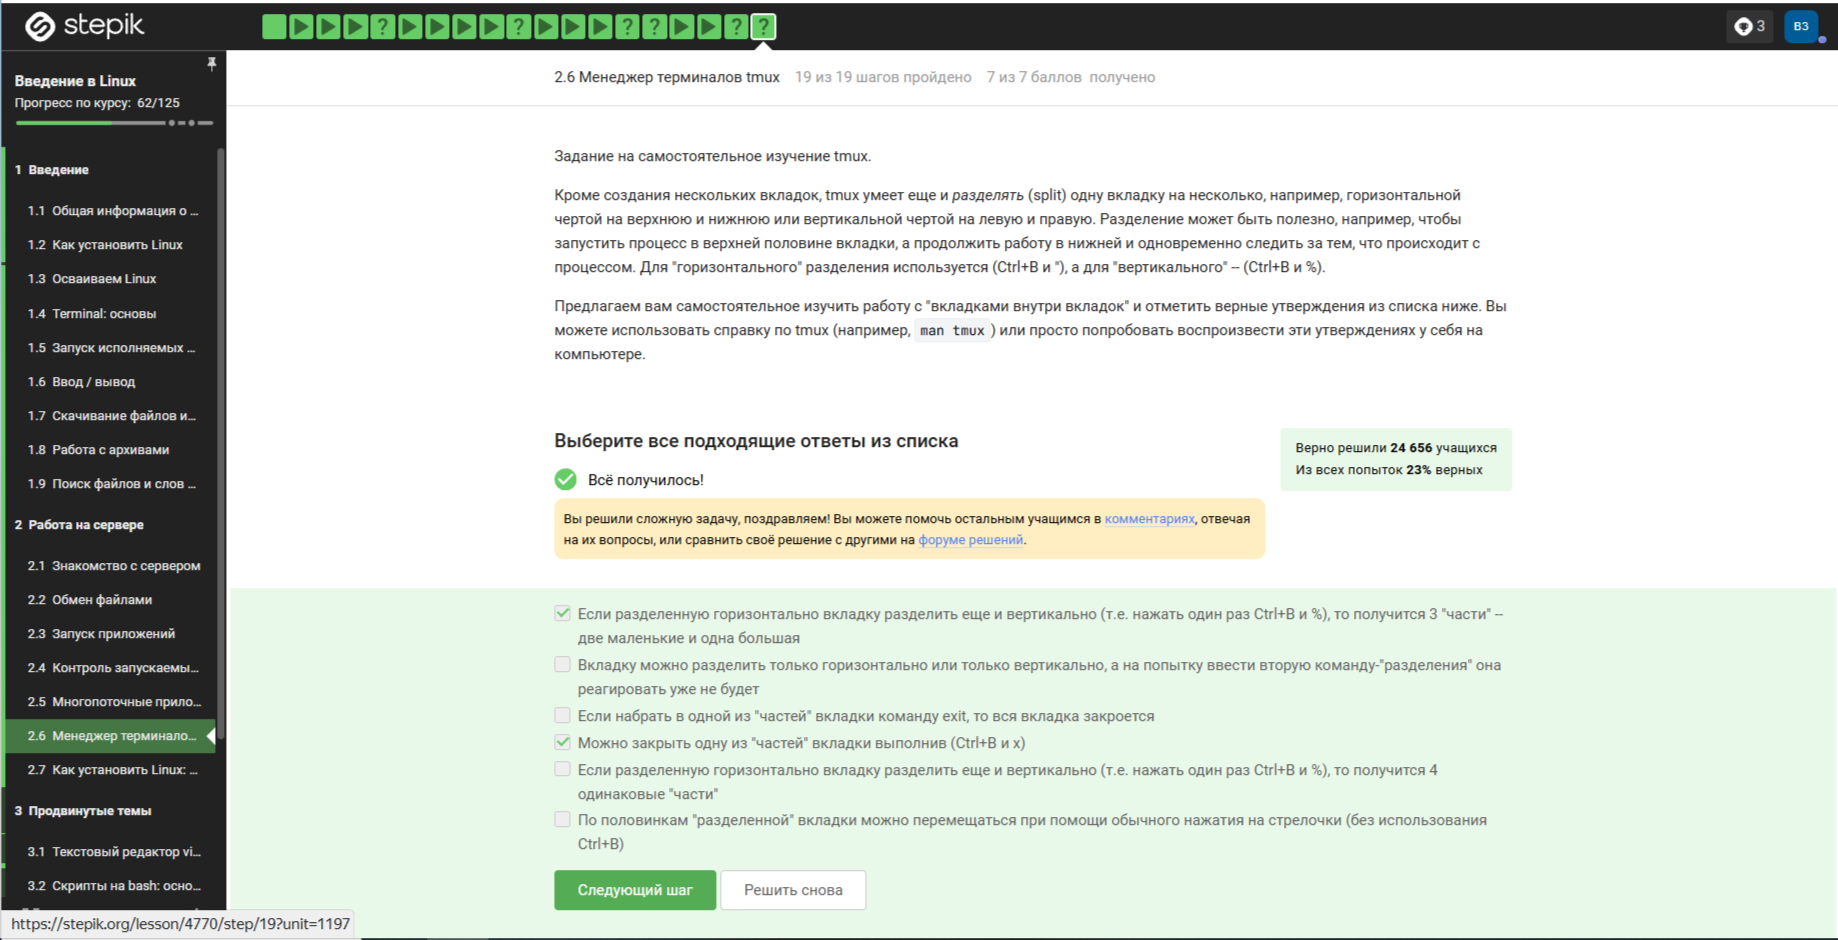 stepik
3
ВЗ
Введение в Linux
Прогресс по курсу: 62/125
1 Введение
1.1 Общая информация о ...
1.2 Как установить Linux
1.3 Осваиваем Linux
1.4 Terminal: основы
1.5 Запуск исполняемых ...
1.6 Ввод / вывод
1.7 Скачивание файлов и...
1.8 Работа с архивами
1.9 Поиск файлов и слов ...
2 Работа на сервере
2.1 Знакомство с сервером
2.2 Обмен файлами
2.3 Запуск приложений
2.4 Контроль запускаемы...
2.5 Многопоточные прило...
2.6 Менеджер терминало...
2.7 Как установить Linux: ...
3 Продвинутые темы
3.1 Текстовый редактор vi...
3.2 Скрипты на bash: осно...
https://stepik.org/lesson/4770/step/19?unit=1197
2.6 Менеджер терминалов tmux 19 из 19 шагов пройдено 7 из 7 баллов получено
Задание на самостоятельное изучение tmux.
Кроме создания нескольких вкладок, tmux умеет еще и разделять (split) одну вкладку на несколько, например, горизонтальной
чертой на верхнюю и нижнюю или вертикальной чертой на левую и правую. Разделение может быть полезно, например, чтобы
запустить процесс в верхней половине вкладки, а продолжить работу в нижней и одновременно следить за тем, что происходит с
процессом. Для "горизонтального" разделения используется (Ctrl+B и "), а для "вертикального" -- (Ctrl+B и %).
Предлагаем вам самостоятельное изучить работу с "вкладками внутри вкладок" и отметить верные утверждения из списка ниже. Вы
можете использовать справку по tmux (например, man tmux ) или просто попробовать воспроизвести эти утверждениях у себя на
компьютере.
Выберите все подходящие ответы из списка
Всё получилось!
Верно решили 24 656 учащихся
Из всех попыток 23% верных
Вы решили сложную задачу, поздравляем! Вы можете помочь остальным учащимся в комментариях, отвечая
на их вопросы, или сравнить своё решение с другими на форуме решений.
Если разделенную горизонтально вкладку разделить еще и вертикально (т.е. нажать один раз Ctrl+B и %), то получится 3 "части" --
две маленькие и одна большая
Вкладку можно разделить только горизонтально или только вертикально, а на попытку ввести вторую команду-"разделения" она
реагировать уже не будет
Если набрать в одной из "частей" вкладки команду exit, то вся вкладка закроется
Можно закрыть одну из "частей" вкладки выполнив (Ctrl+B и x)
Если разделенную горизонтально вкладку разделить еще и вертикально (т.е. нажать один раз Ctrl+B и %), то получится 4
одинаковые "части"
По половинкам "разделенной" вкладки можно перемещаться при помощи обычного нажатия на стрелочки (без использования
Ctrl+B)
Следующий шаг
Решить снова